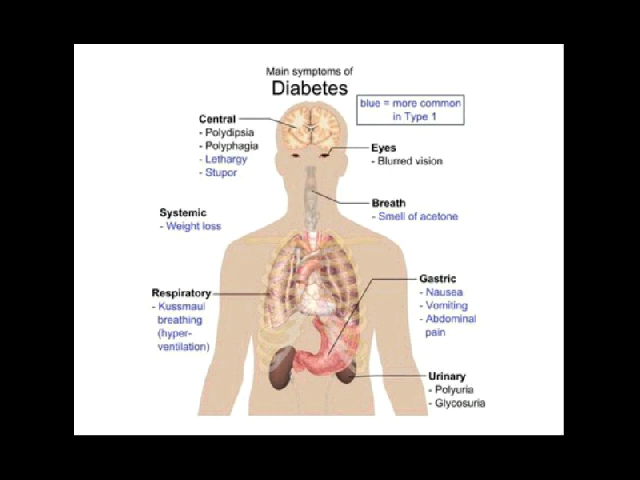 Main symptoms of
Diabetes
blue = more common
in Type 1
Central
- Polydipsia
- Polyphagia
- Lethargy
- Stupor
Eyes
- Blurred vision
Breath
- Smell of acetone
Systemic
- Weight loss
Respiratory
- Kussmaul
breathing
(hyper-
ventilation)
Gastric
- Nausea
- Vomiting
- Abdominal
pain
Urinary
- Polyuria
- Glycosuria